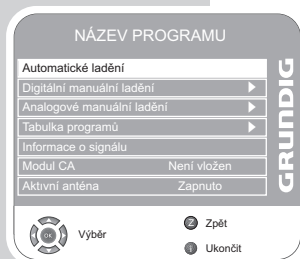 NÁZEV PROGRAMU
Automatické ladění
Digitální manuální ladění
Analogové manuální ladění
Tabulka programů
Informace o signálu
Modul CA Není vložen
Aktivní anténa Zapnuto
GRUNDIG
OK Výběr
Z Zpět
i Ukončit